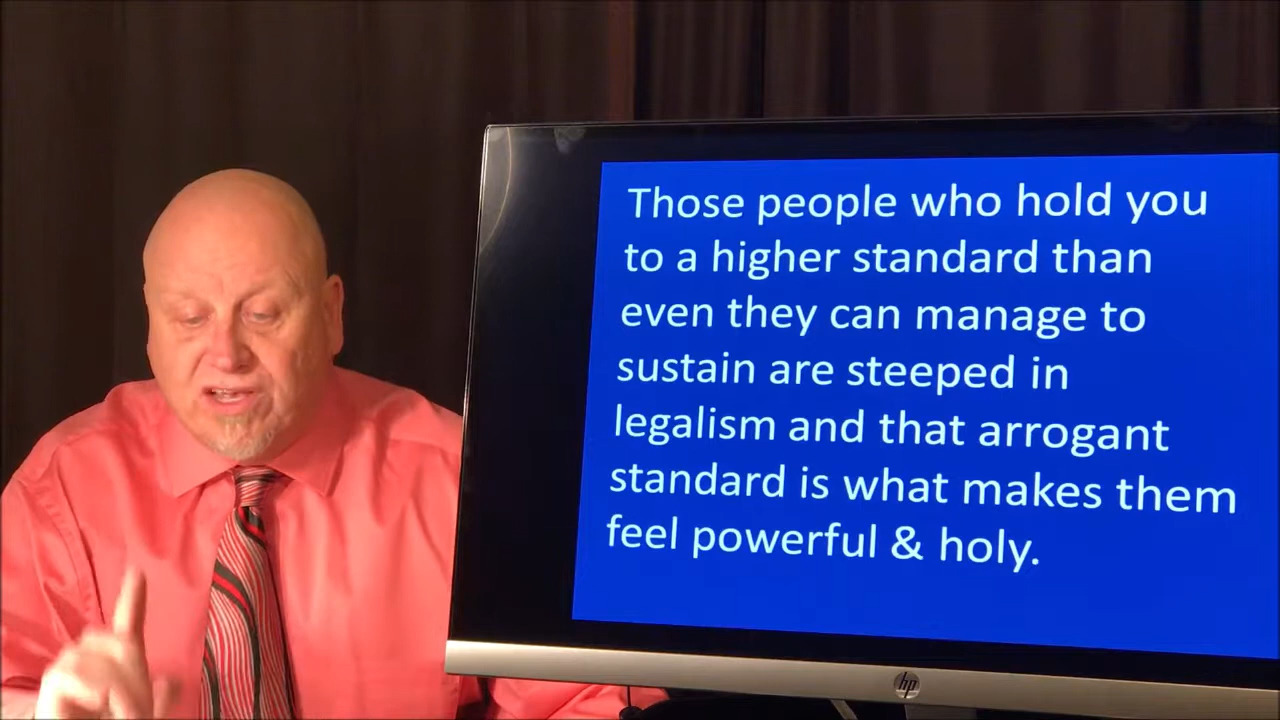 Those people who hold you
to a higher standard than
even they can manage to
sustain are steeped in
legalism and that arrogant
standard is what makes them
feel powerful & holy.
hp